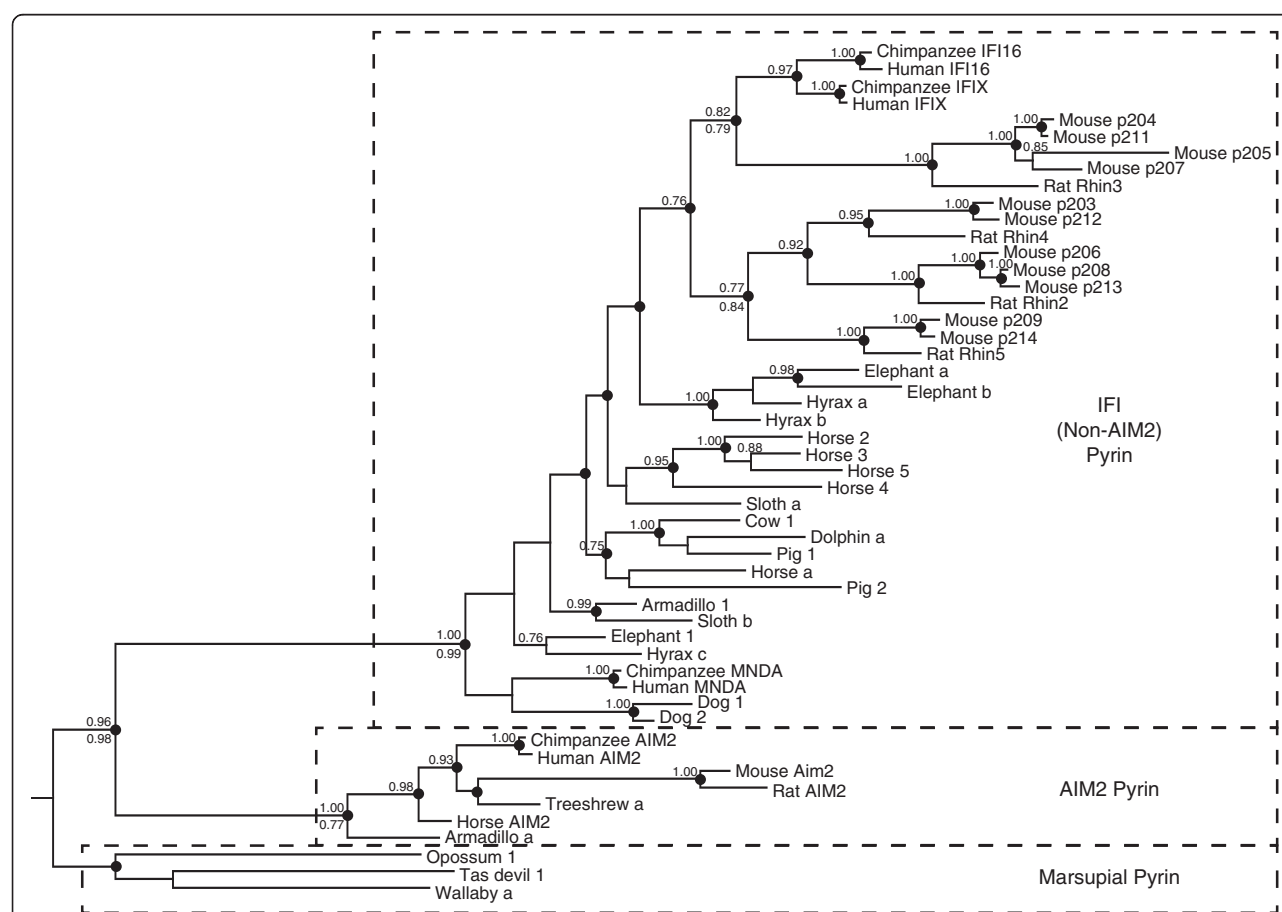 1.00 Chimpanzee IFI16
Human IFI16
0.97
1.00 Chimpanzee IFIX
Human IFIX
0.82
0.79
1.00 Mouse p204
Mouse p211
1.00
0.85 Mouse p205
Mouse p207
1.00
Rat Rhin3
0.76
1.00 Mouse p203
Mouse p212
0.95
Rat Rhin4
0.92
Mouse p206
1.00 1.00 Mouse p208
Mouse p213
1.00
Rat Rhin2
0.77
0.84
1.00 Mouse p209
Mouse p214
1.00
Rat Rhin5
0.98 Elephant a
Elephant b
1.00 Hyrax a
Hyrax b
IFI
(Non-AIM2)
Pyrin
1.00 Horse 2
0.88 Horse 3
Horse 5
0.95
Horse 4
Sloth a
1.00 Cow 1
Dolphin a
0.75 Pig 1
Horse a
Pig 2
0.99 Armadillo 1
Sloth b
1.00
0.99
0.76 Elephant 1
Hyrax c
1.00 Chimpanzee MNDA
Human MNDA
1.00 Dog 1
Dog 2
0.96
0.98
1.00 Chimpanzee AIM2
Human AIM2
0.93
1.00 Mouse Aim2
Rat AIM2
0.98
Treeshrew a
1.00
0.77
Horse AIM2
Armadillo a
AIM2 Pyrin
Opossum 1
Tas devil 1
Wallaby a
Marsupial Pyrin